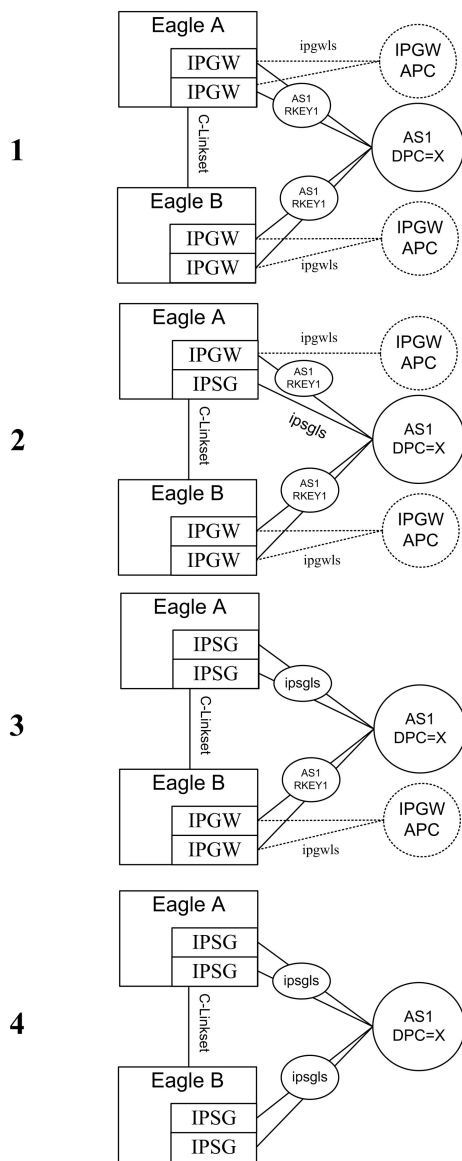 1
Eagle A
IPGW
IPGW
C-Linkset
Eagle B
IPGW
IPGW
ipgwls
IPGW
APC
AS1
RKEY1
AS1
DPC=X
AS1
RKEY1
IPGW
APC
ipgwls
2
Eagle A
IPGW
IPSG
C-Linkset
Eagle B
IPGW
IPGW
ipgwls
IPGW
APC
AS1
RKEY1
ipsgls
AS1
DPC=X
AS1
RKEY1
IPGW
APC
ipgwls
3
Eagle A
IPSG
IPSG
C-Linkset
Eagle B
IPGW
IPGW
ipsgls
AS1
DPC=X
AS1
RKEY1
IPGW
APC
ipgwls
4
Eagle A
IPSG
IPSG
C-Linkset
Eagle B
IPSG
IPSG
ipsgls
AS1
DPC=X
ipsgls